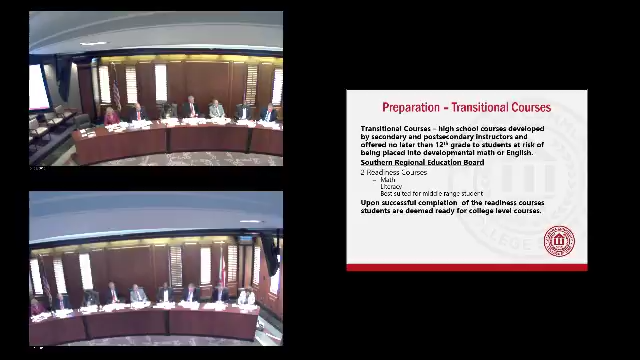 Preparation – Transitional Courses
Transitional Courses – high school courses developed
by secondary and postsecondary instructors and
offered no later than 12th grade to students at risk of
being placed into developmental math or English.
Southern Regional Education Board
2 Readiness Courses
– Math
– Literacy
– Best suited for middle range student
Upon successful completion of the readiness courses
students are deemed ready for college level courses.